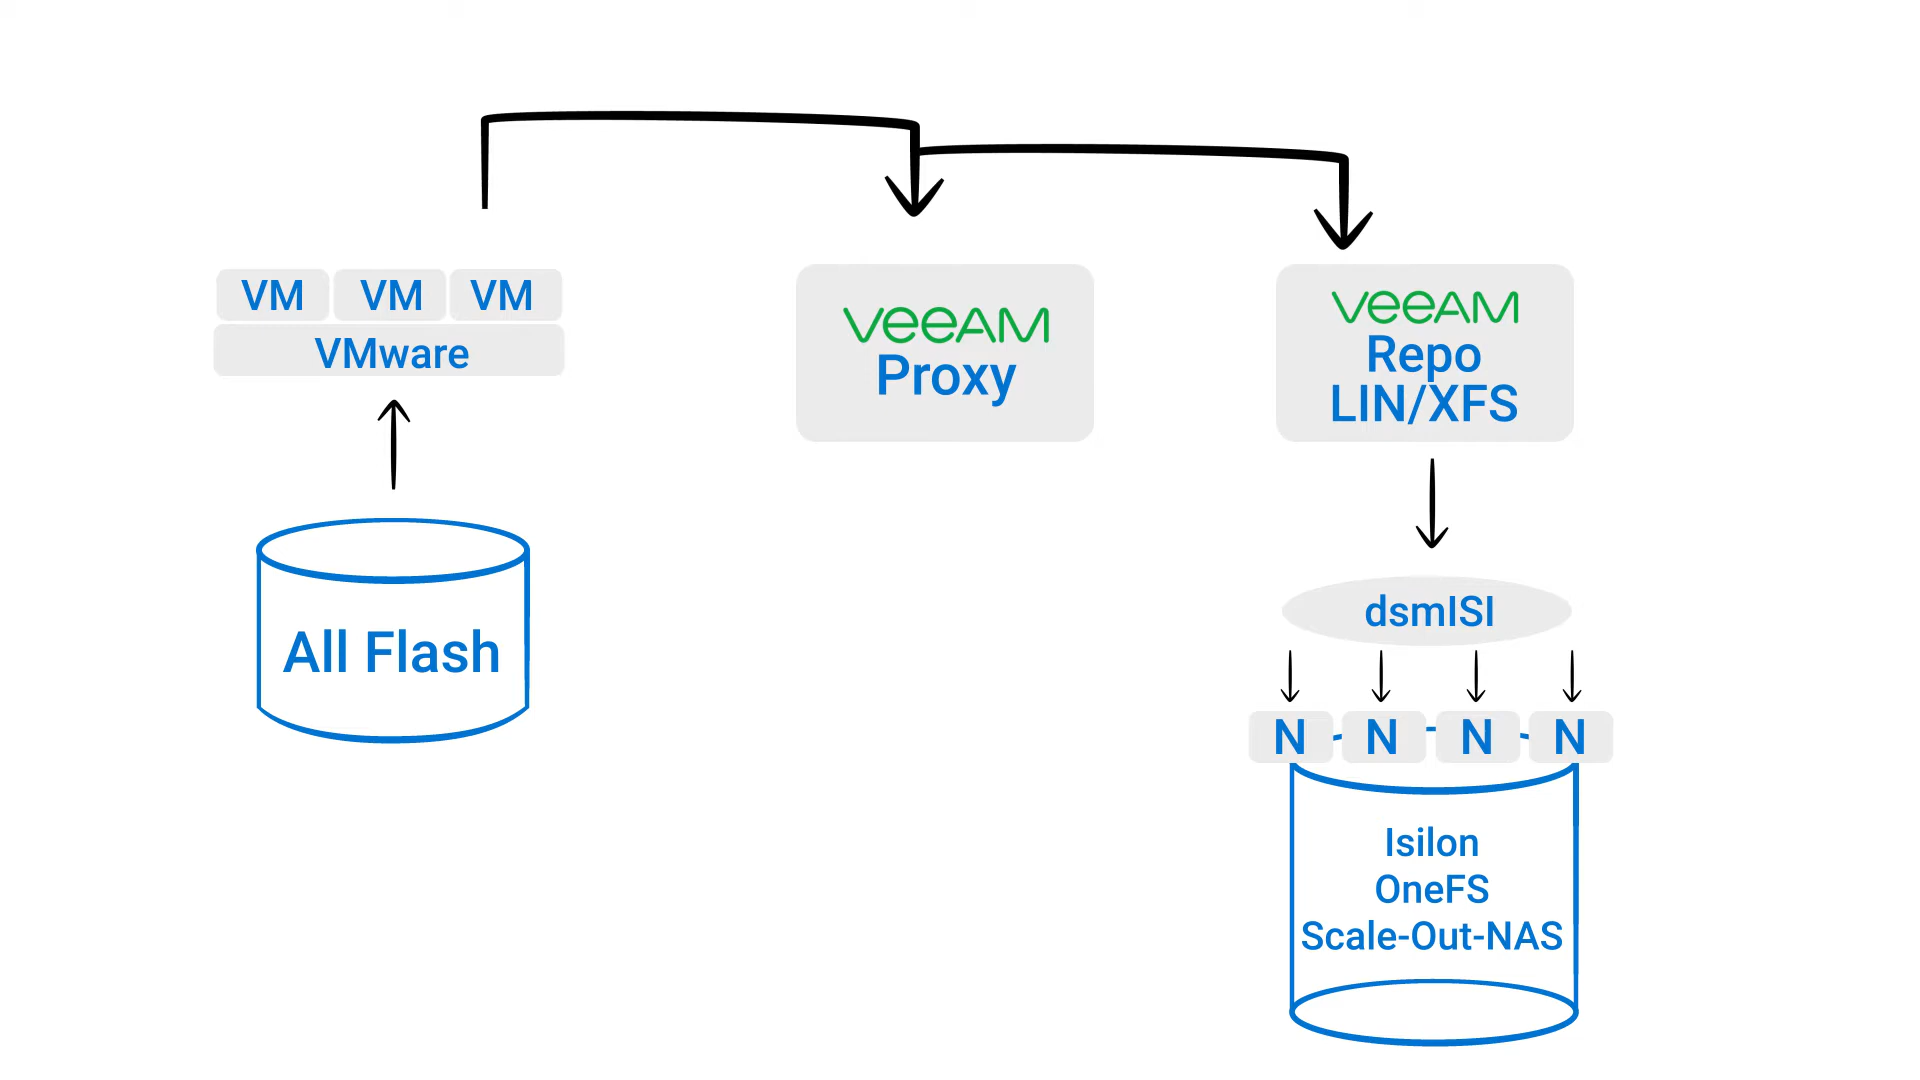 VM VM VM
VMware
All Flash
veeAM
Proxy
veeAM
Repo
LIN/XFS
dsmISI
N N N N
Isilon
OneFS
Scale-Out-NAS